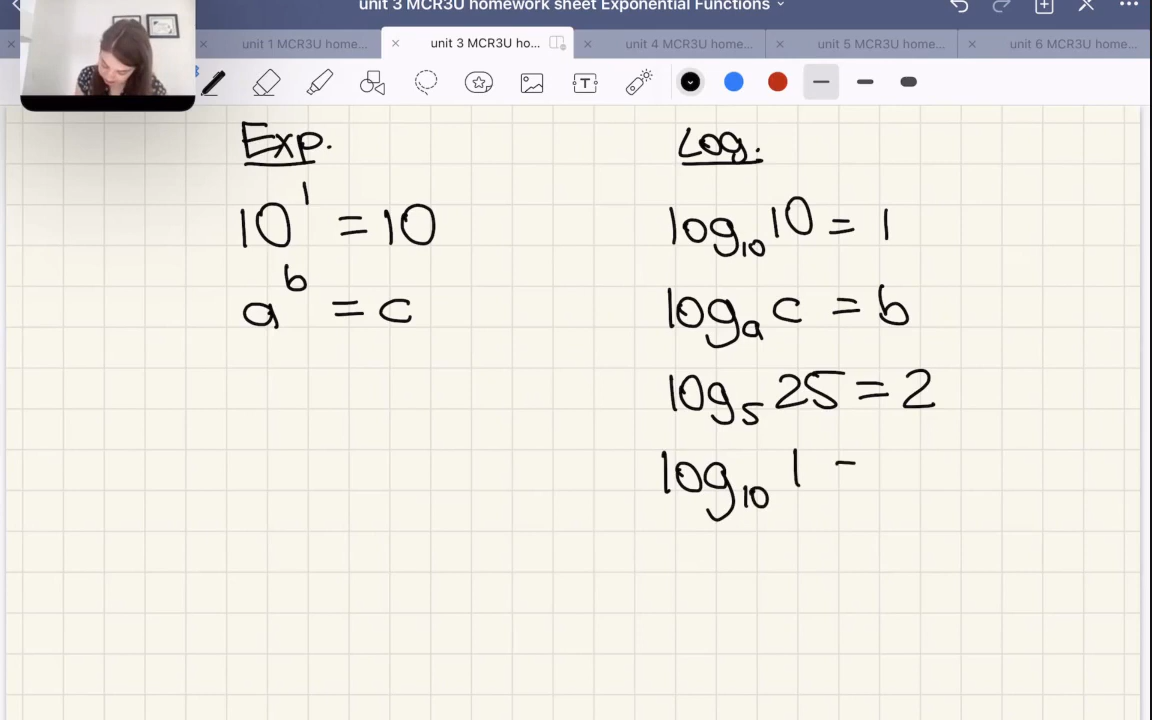 unit 3 MCR3U homework sheet Exponential Functions
unit 1 MCR3U home...
unit 3 MCR3U ho...
unit 4 MCR3U home...
unit 5 MCR3U home...
unit 6 MCR3U home...
T
Exp.
Log.
10¹ = 10
log₁₀ 10 = 1
aᵇ = c
logₐ c = b
log₅ 25 = 2
log₁₀ 1 -